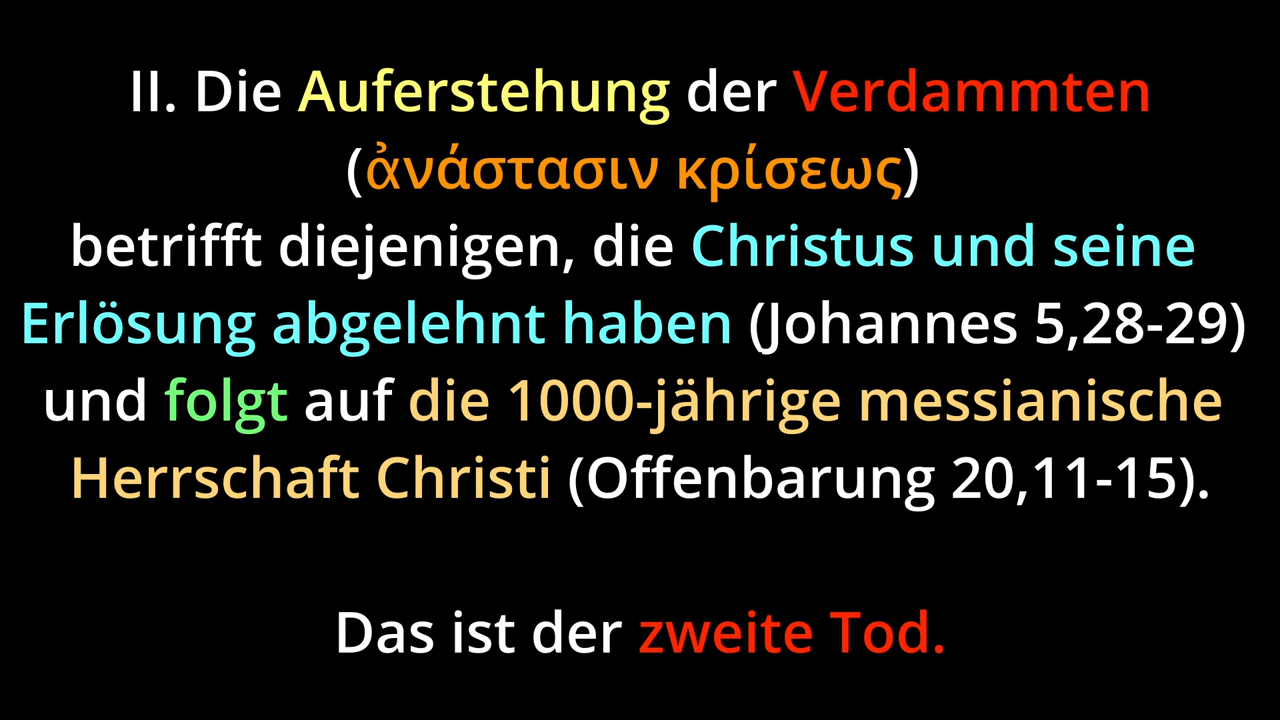 II. Die Auferstehung der Verdammten
(ἀνάστασιν κρίσεως)
betrifft diejenigen, die Christus und seine
Erlösung abgelehnt haben (Johannes 5,28-29)
und folgt auf die 1000-jährige messianische
Herrschaft Christi (Offenbarung 20,11-15).
Das ist der zweite Tod.